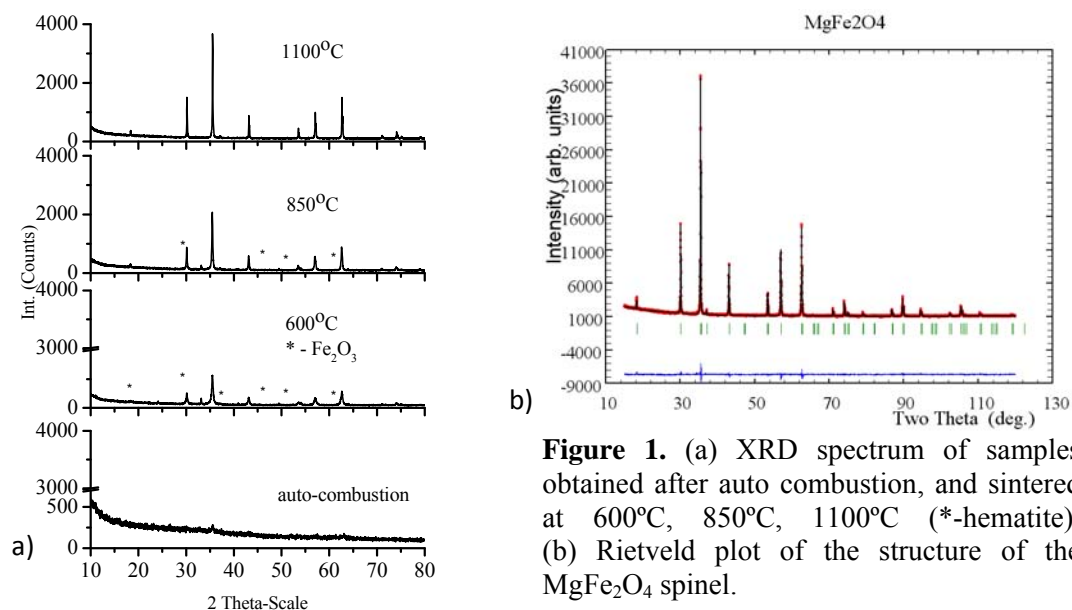 4000
2000
0
1100°C
4000
2000
0
850°C
*
*
*
*
600°C
* - Fe₂O₃
3000
0
*
*
*
*
*
*
4000
3000
500
0
auto-combustion
Int. (Counts)
10 20 30 40 50 60 70 80
2 Theta-Scale
a)
MgFe2O4
41000
36000
31000
26000
21000
16000
11000
6000
1000
-4000
-9000
Intensity (arb. units)
10 30 50 70 90 110 130
Two Theta (deg.)
b)
Figure 1. (a) XRD spectrum of samples
obtained after auto combustion, and sintered
at 600ºC, 850ºC, 1100ºC (*-hematite)
(b) Rietveld plot of the structure of the
MgFe₂O₄ spinel.